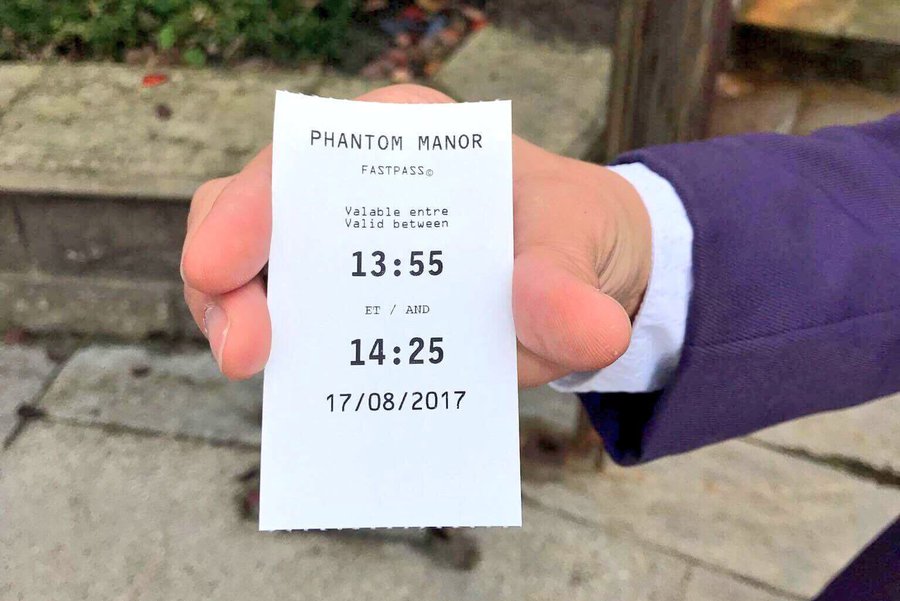 PHANTOM MANOR
FASTPASS©
Valable entre
Valid between
13:55
ET / AND
14:25
17/08/2017